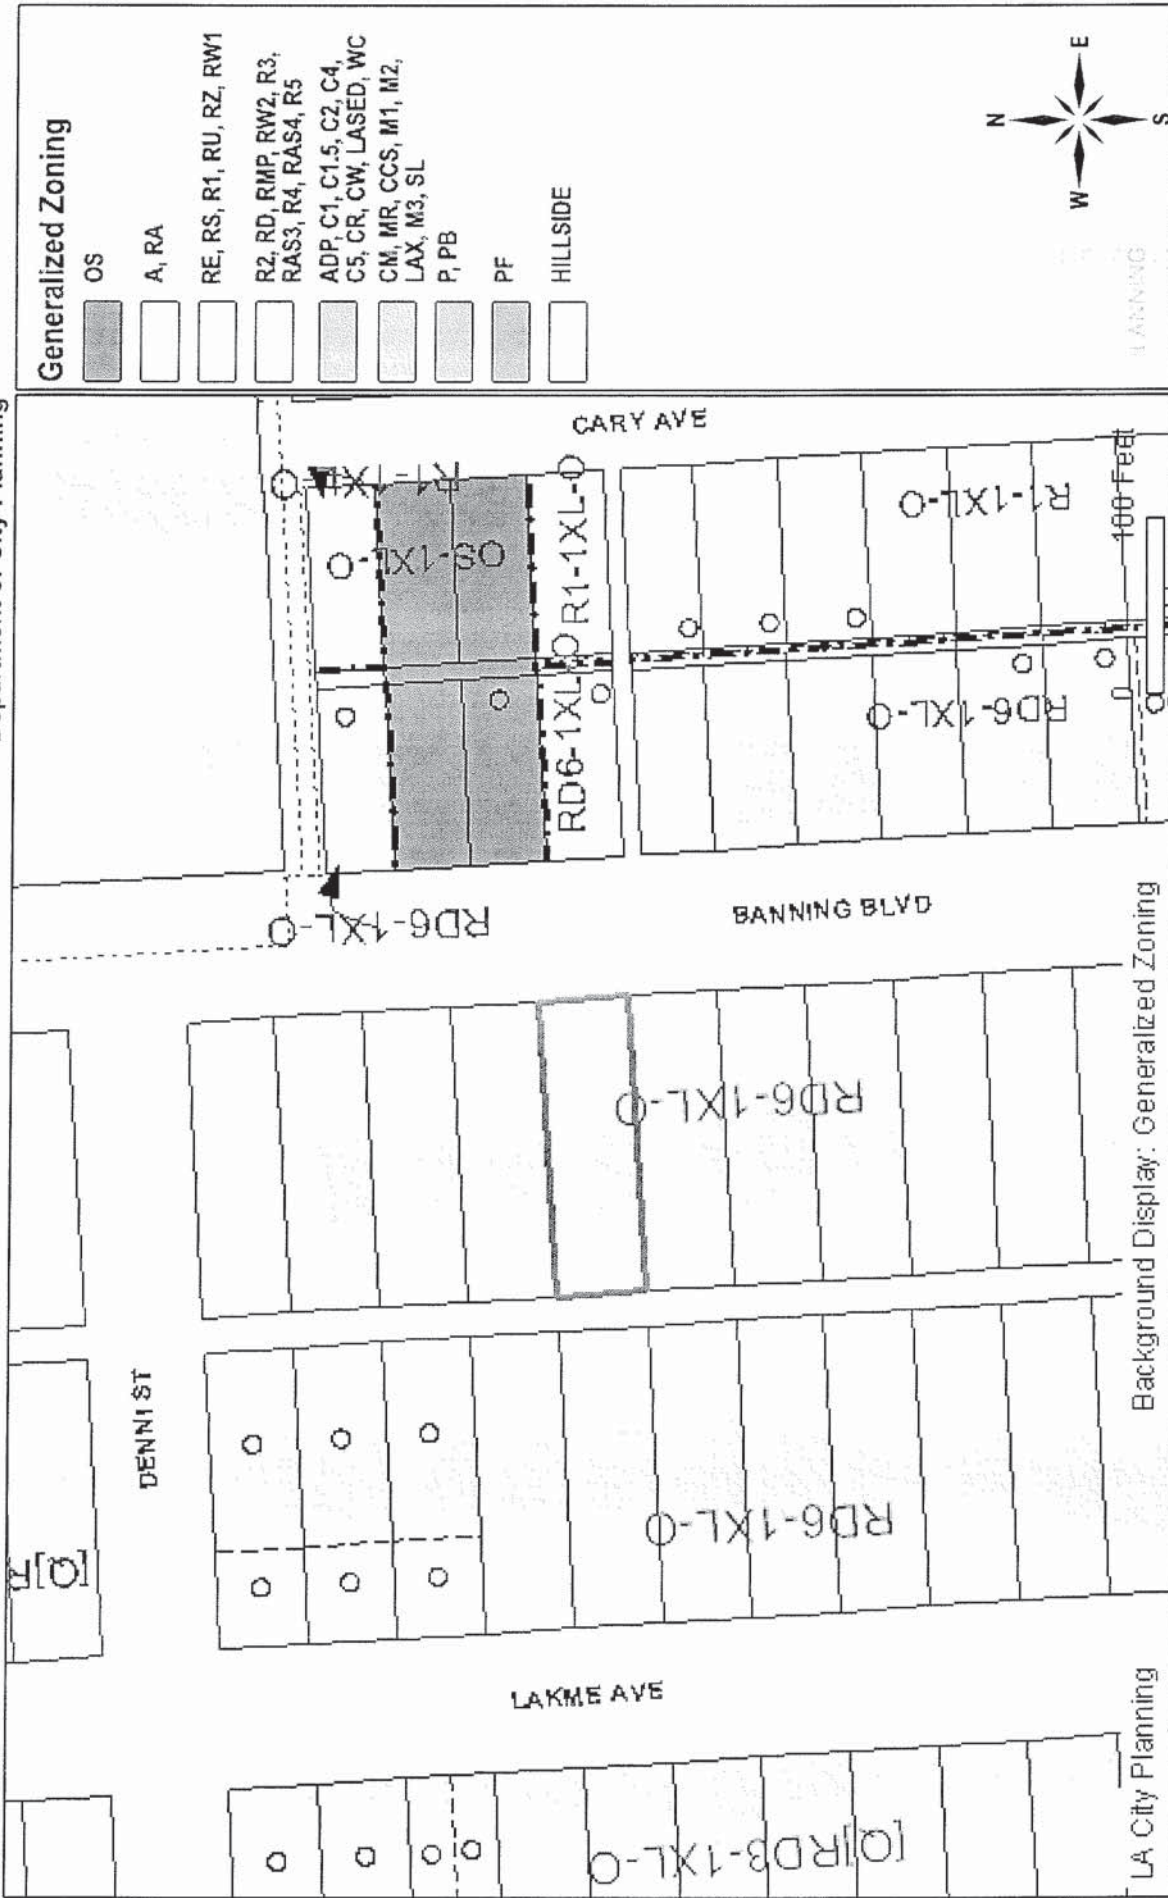 Generalized Zoning
OS
A, RA
RE, RS, R1, RU, RZ, RW1
R2, RD, RMP, RW2, R3,
RAS3, R4, RAS4, R5
ADP, C1, C1.5, C2, C4,
C5, CR, CW, LASED, WC
CM, MR, CCS, M1, M2,
LAX, M3, SL
P, PB
PF
HILLSIDE
N
W
E
S
DENNI ST
LAKME AVE
BANNING BLVD
CARY AVE
[Q]RD3-1XL-O
RD6-1XL-O
RD6-1XL-O
RD6-1XL-O
RD6-1XL-O
R1-1XL-O
OS-1XL-O
R1-1XL-O
RD6-1XL-O
R1-1XL-O
0
100 Feet
LA City Planning
Background Display: Generalized Zoning